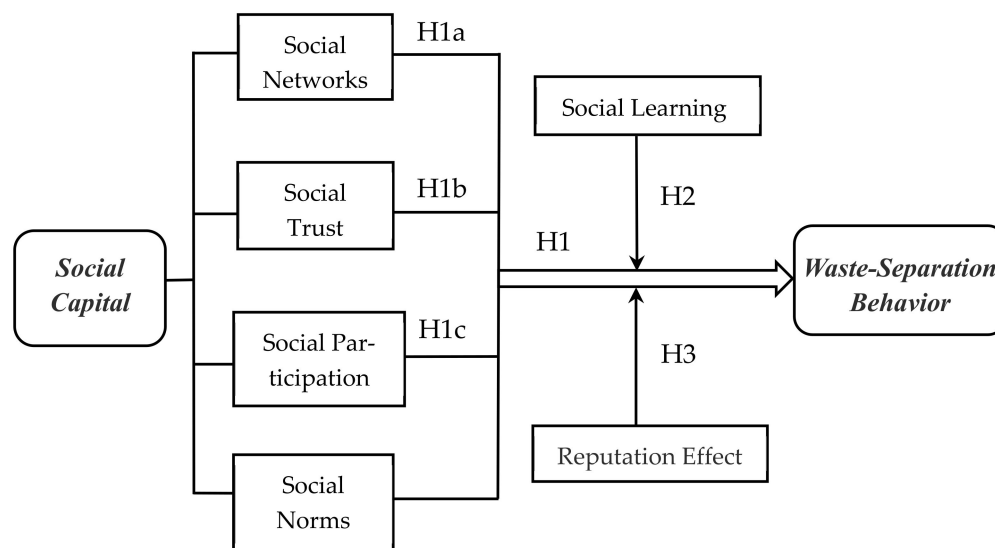 Social
Networks
H1a
Social Learning
Social
Trust
H1b
H2
H1
Social
Capital
Waste-Separation
Behavior
Social Par-
ticipation
H1c
H3
Reputation Effect
Social
Norms